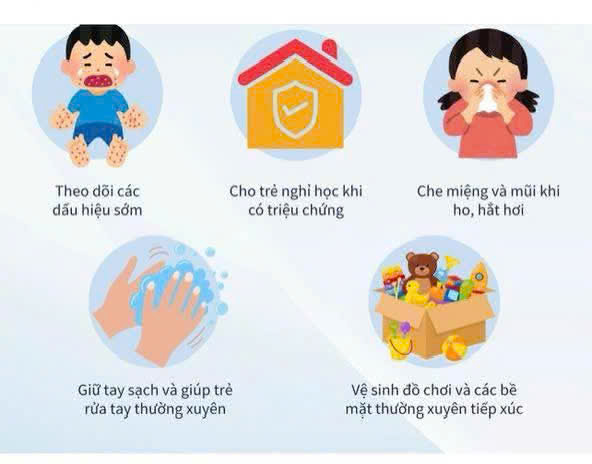 Theo dõi các
dấu hiệu sớm
Cho trẻ nghỉ học khi
có triệu chứng
Che miệng và mũi khi
ho, hắt hơi
Giữ tay sạch và giúp trẻ
rửa tay thường xuyên
Vệ sinh đồ chơi và các bề
mặt thường xuyên tiếp xúc